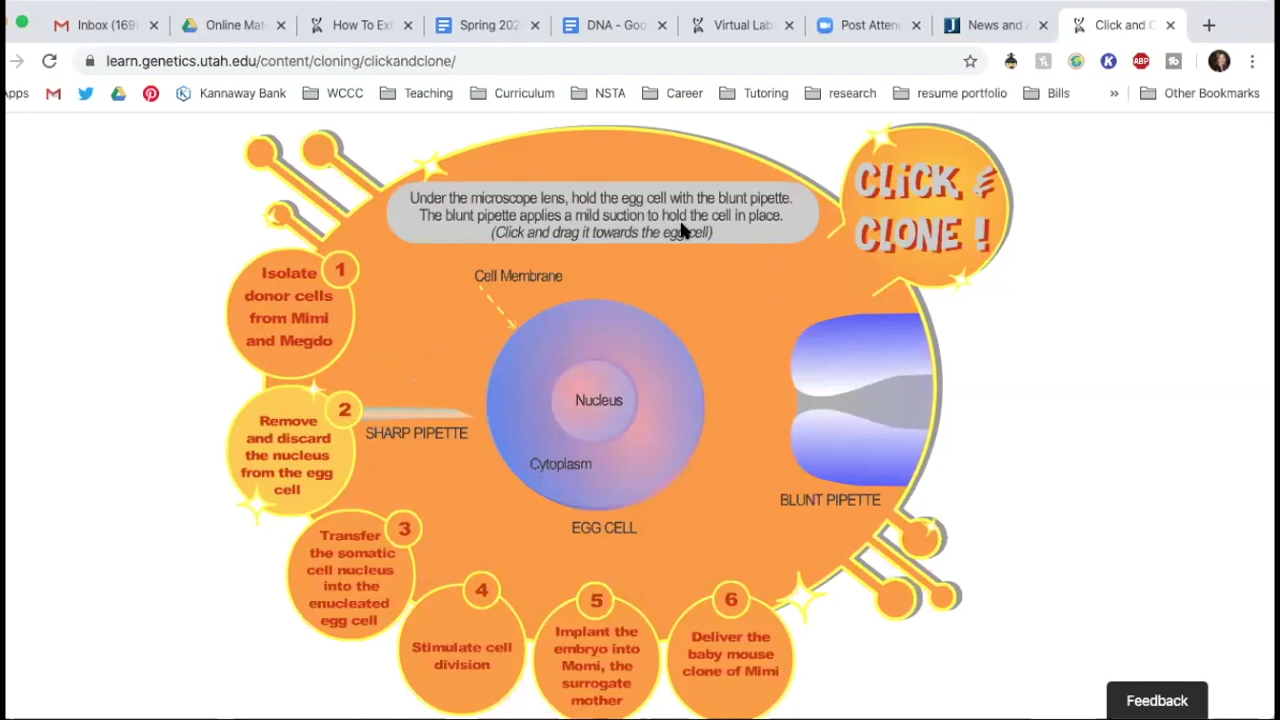 Inbox (169)
Online Mat
How To Ext
Spring 202
DNA - Goo
Virtual Lab
Post Atten
News and
Click and C
learn.genetics.utah.edu/content/cloning/clickandclone/
ABP
Apps
Kannaway Bank
WCCC
Teaching
Curriculum
NSTA
Career
Tutoring
research
resume portfolio
Bills
»
Other Bookmarks
CLiCK &
CLONE !
Under the microscope lens, hold the egg cell with the blunt pipette.
The blunt pipette applies a mild suction to hold the cell in place.
(Click and drag it towards the egg cell)
Cell Membrane
Nucleus
Cytoplasm
EGG CELL
SHARP PIPETTE
BLUNT PIPETTE
1
Isolate
donor cells
from Mimi
and Megdo
2
Remove
and discard
the nucleus
from the egg
cell
3
Transfer
the somatic
cell nucleus
into the
enucleated
egg cell
4
Stimulate cell
division
5
Implant the
embryo into
Momi, the
surrogate
mother
6
Deliver the
baby mouse
clone of Mimi
Feedback